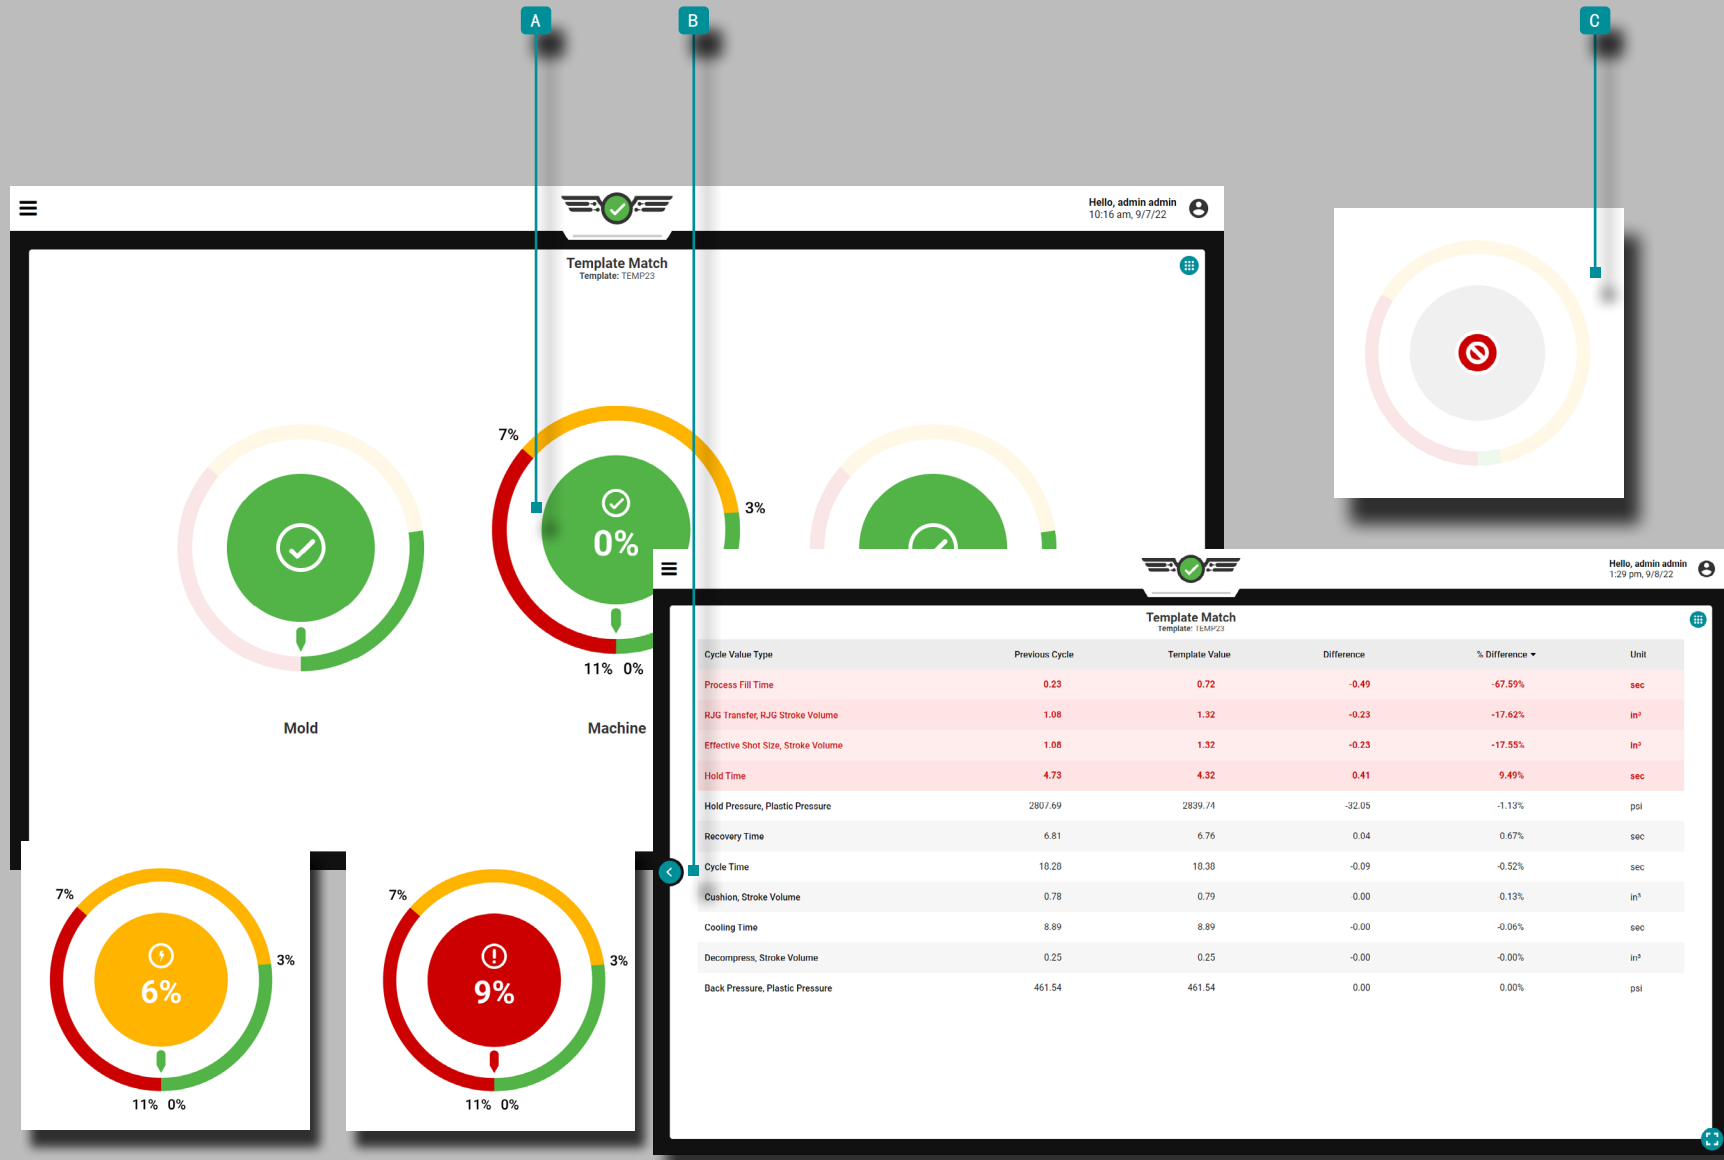 A
B
C
Hello, admin admin
10:16 am, 9/7/22
Template Match
Template: TEMP23
7%
3%
0%
11% 0%
Mold
Machine
Hello, admin admin
1:29 pm, 9/8/22
Template Match
Template: TEMP23
Cycle Value Type Previous Cycle Template Value Difference % Difference Unit
Process Fill Time 0.23 0.72 -0.49 -67.59% sec
RJG Transfer, RJG Stroke Volume 1.08 1.32 -0.23 -17.62% in³
Effective Shot Size, Stroke Volume 1.08 1.32 -0.23 -17.55% in³
Hold Time 4.73 4.32 0.41 9.49% sec
Hold Pressure, Plastic Pressure 2807.69 2839.74 -32.05 -1.13% psi
Recovery Time 6.81 6.76 0.04 0.67% sec
Cycle Time 18.28 18.38 -0.09 -0.52% sec
Cushion, Stroke Volume 0.78 0.79 -0.00 -0.13% in³
Cooling Time 8.89 8.89 -0.00 -0.06% sec
Decompress, Stroke Volume 0.25 0.25 -0.00 -0.00% in³
Back Pressure, Plastic Pressure 461.54 461.54 0.00 0.00% psi
7%
3%
6%
11% 0%
7%
3%
9%
11% 0%